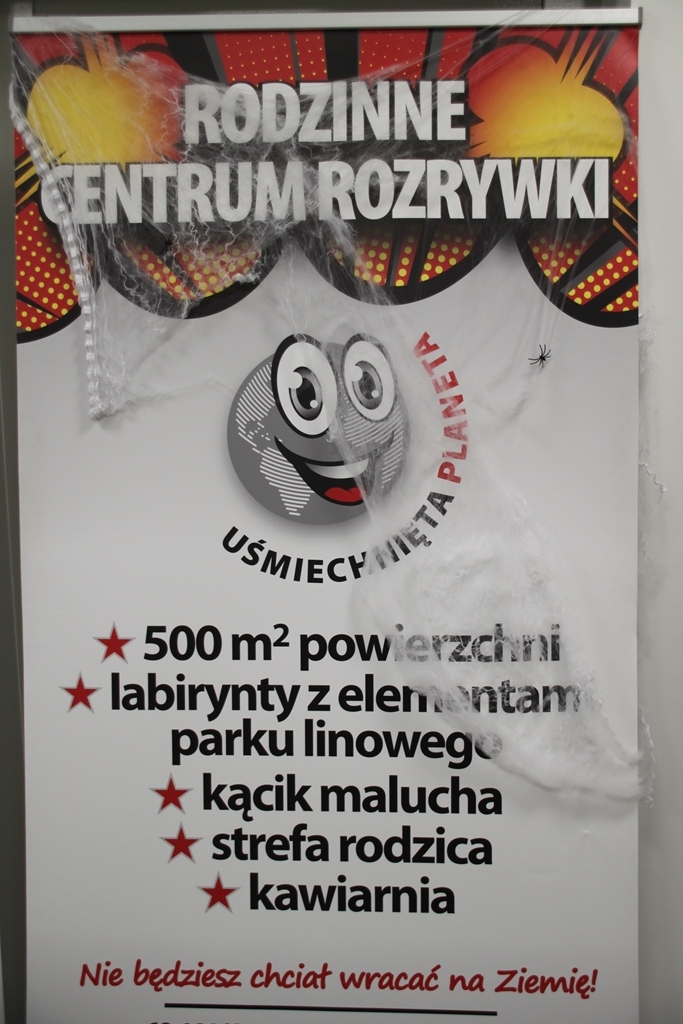 RODZINNE
CENTRUM ROZRYWKI
UŚMIECHNIĘTA PLANETA
500 m² powierzchni
labirynty z elementami
parku linowego
kącik malucha
strefa rodzica
kawiarnia
Nie będziesz chciał wracać na Ziemię!